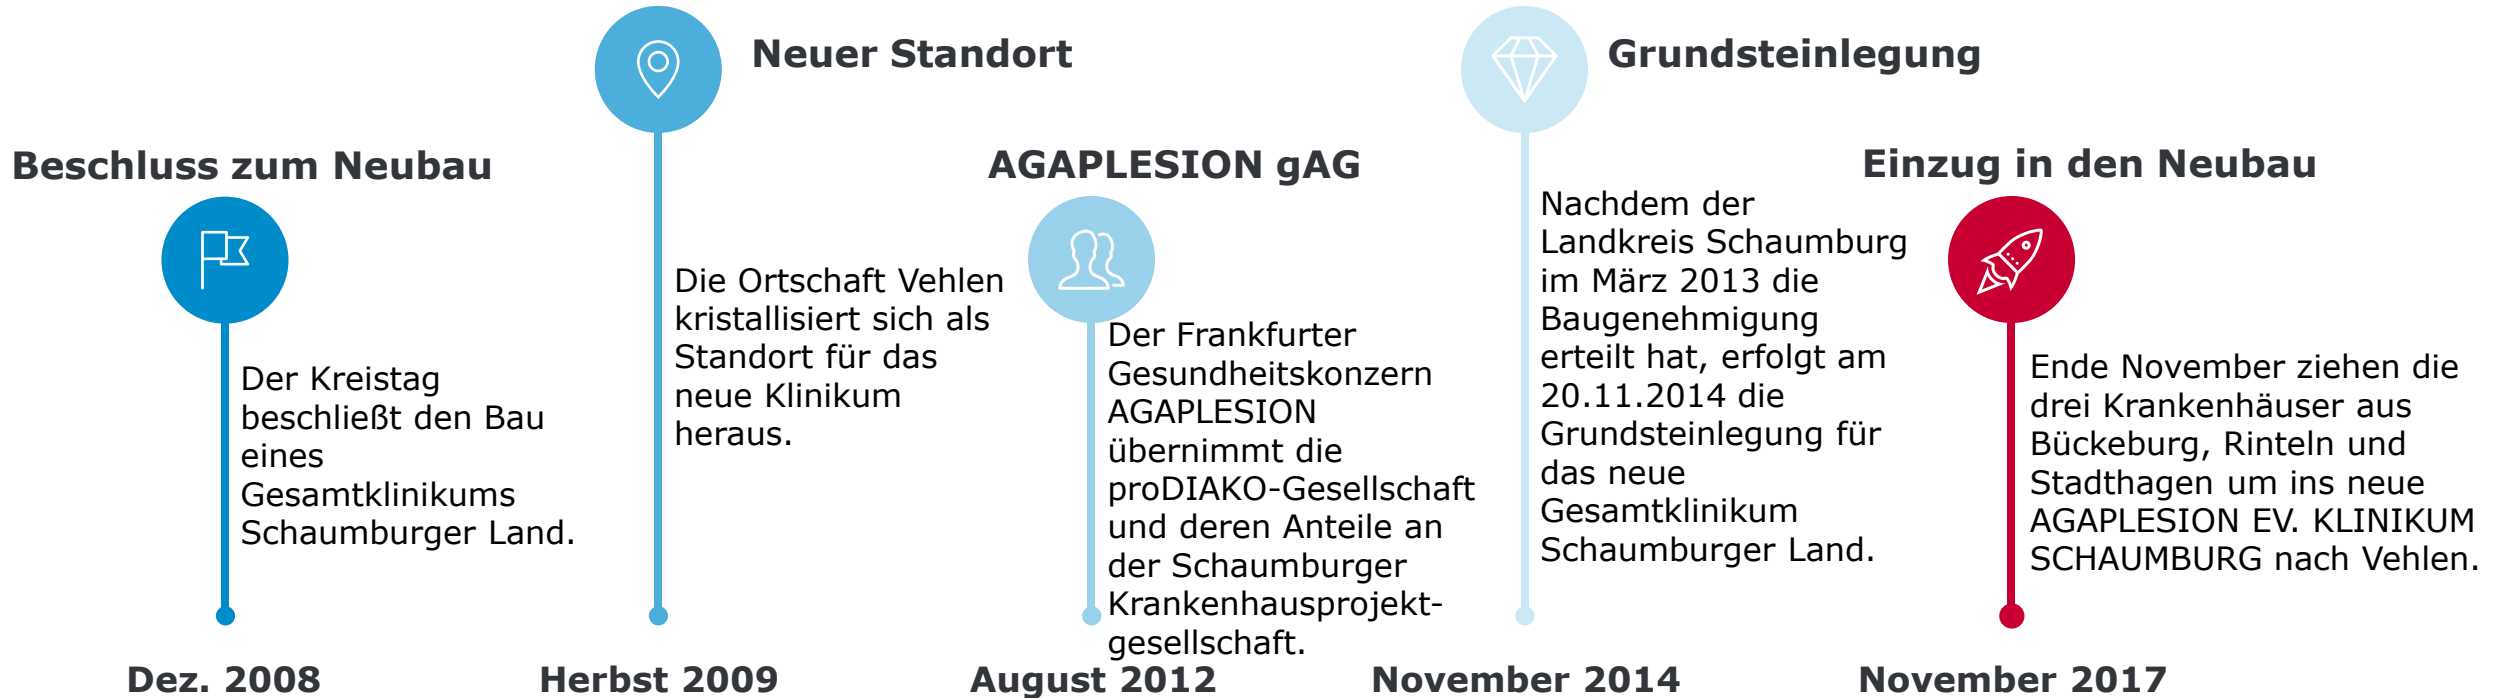 Beschluss zum Neubau
Der Kreistag
beschließt den Bau
eines
Gesamtklinikums
Schaumburger Land.
Dez. 2008
Neuer Standort
Die Ortschaft Vehlen
kristallisiert sich als
Standort für das
neue Klinikum
heraus.
Herbst 2009
AGAPLESION gAG
Der Frankfurter
Gesundheitskonzern
AGAPLESION
übernimmt die
proDIAKO-Gesellschaft
und deren Anteile an
der Schaumburger
Krankenhausprojekt-
gesellschaft.
August 2012
Grundsteinlegung
Nachdem der
Landkreis Schaumburg
im März 2013 die
Baugenehmigung
erteilt hat, erfolgt am
20.11.2014 die
Grundsteinlegung für
das neue
Gesamtklinikum
Schaumburger Land.
November 2014
Einzug in den Neubau
Ende November ziehen die
drei Krankenhäuser aus
Bückeburg, Rinteln und
Stadthagen um ins neue
AGAPLESION EV. KLINIKUM
SCHAUMBURG nach Vehlen.
November 2017